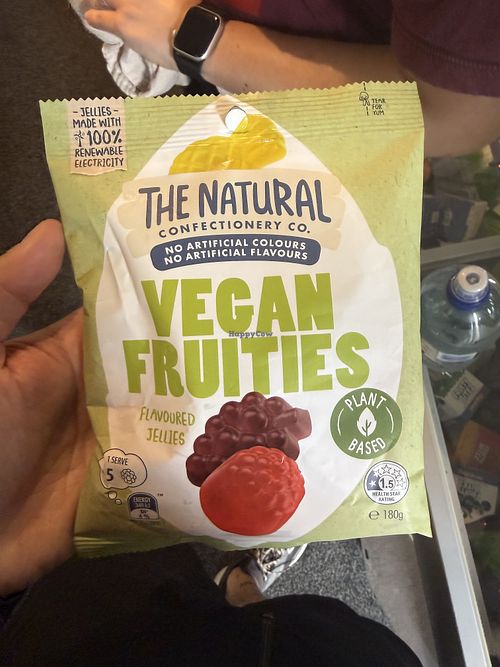 - JELLIES -
MADE WITH
100%
RENEWABLE
ELECTRICITY
TEAR
FOR
YUM
THE NATURAL
CONFECTIONERY CO.
NO ARTIFICIAL COLOURS
NO ARTIFICIAL FLAVOURS
VEGAN
HappyCow
FRUITIES
FLAVOURED
JELLIES
PLANT
BASED
1 SERVE
5
ENERGY
1.5
HEALTH STAR
RATING
e 180g